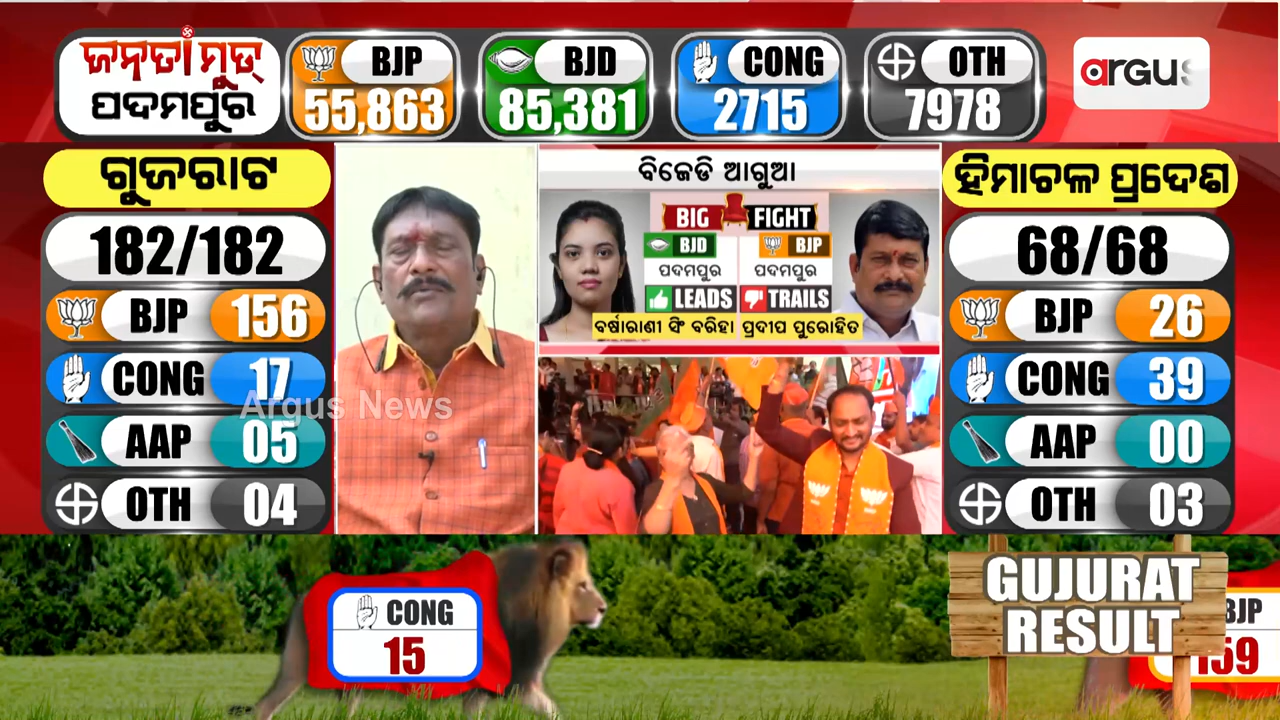 ଜନତା ମୁଡ୍
ପଦମପୁର
BJP
55,863
BJD
85,381
CONG
2715
OTH
7978
argus
ଗୁଜରାଟ
182/182
BJP 156
CONG 17
AAP 05
OTH 04
Argus News
ବିଜେଡି ଆଗୁଆ
BIG FIGHT
BJD
ପଦମପୁର
LEADS
BJP
ପଦମପୁର
TRAILS
ବର୍ଷାରାଣୀ ସିଂ ବରିହା ପ୍ରଦୀପ ପୁରୋହିତ
ହିମାଚଳ ପ୍ରଦେଶ
68/68
BJP 26
CONG 39
AAP 00
OTH 03
CONG
15
GUJURAT
RESULT
BJP
159